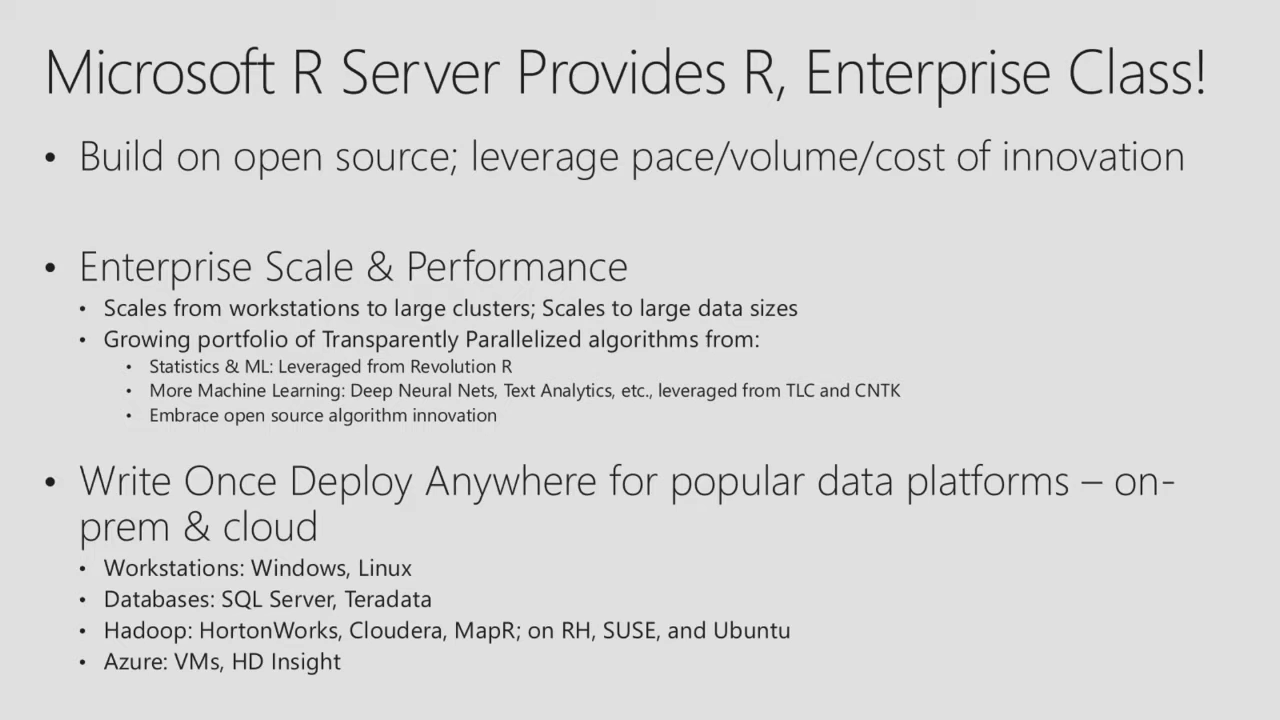 Microsoft R Server Provides R, Enterprise Class!
• Build on open source; leverage pace/volume/cost of innovation
• Enterprise Scale & Performance
• Scales from workstations to large clusters; Scales to large data sizes
• Growing portfolio of Transparently Parallelized algorithms from:
• Statistics & ML: Leveraged from Revolution R
• More Machine Learning: Deep Neural Nets, Text Analytics, etc., leveraged from TLC and CNTK
• Embrace open source algorithm innovation
• Write Once Deploy Anywhere for popular data platforms – on-
prem & cloud
• Workstations: Windows, Linux
• Databases: SQL Server, Teradata
• Hadoop: HortonWorks, Cloudera, MapR; on RH, SUSE, and Ubuntu
• Azure: VMs, HD Insight